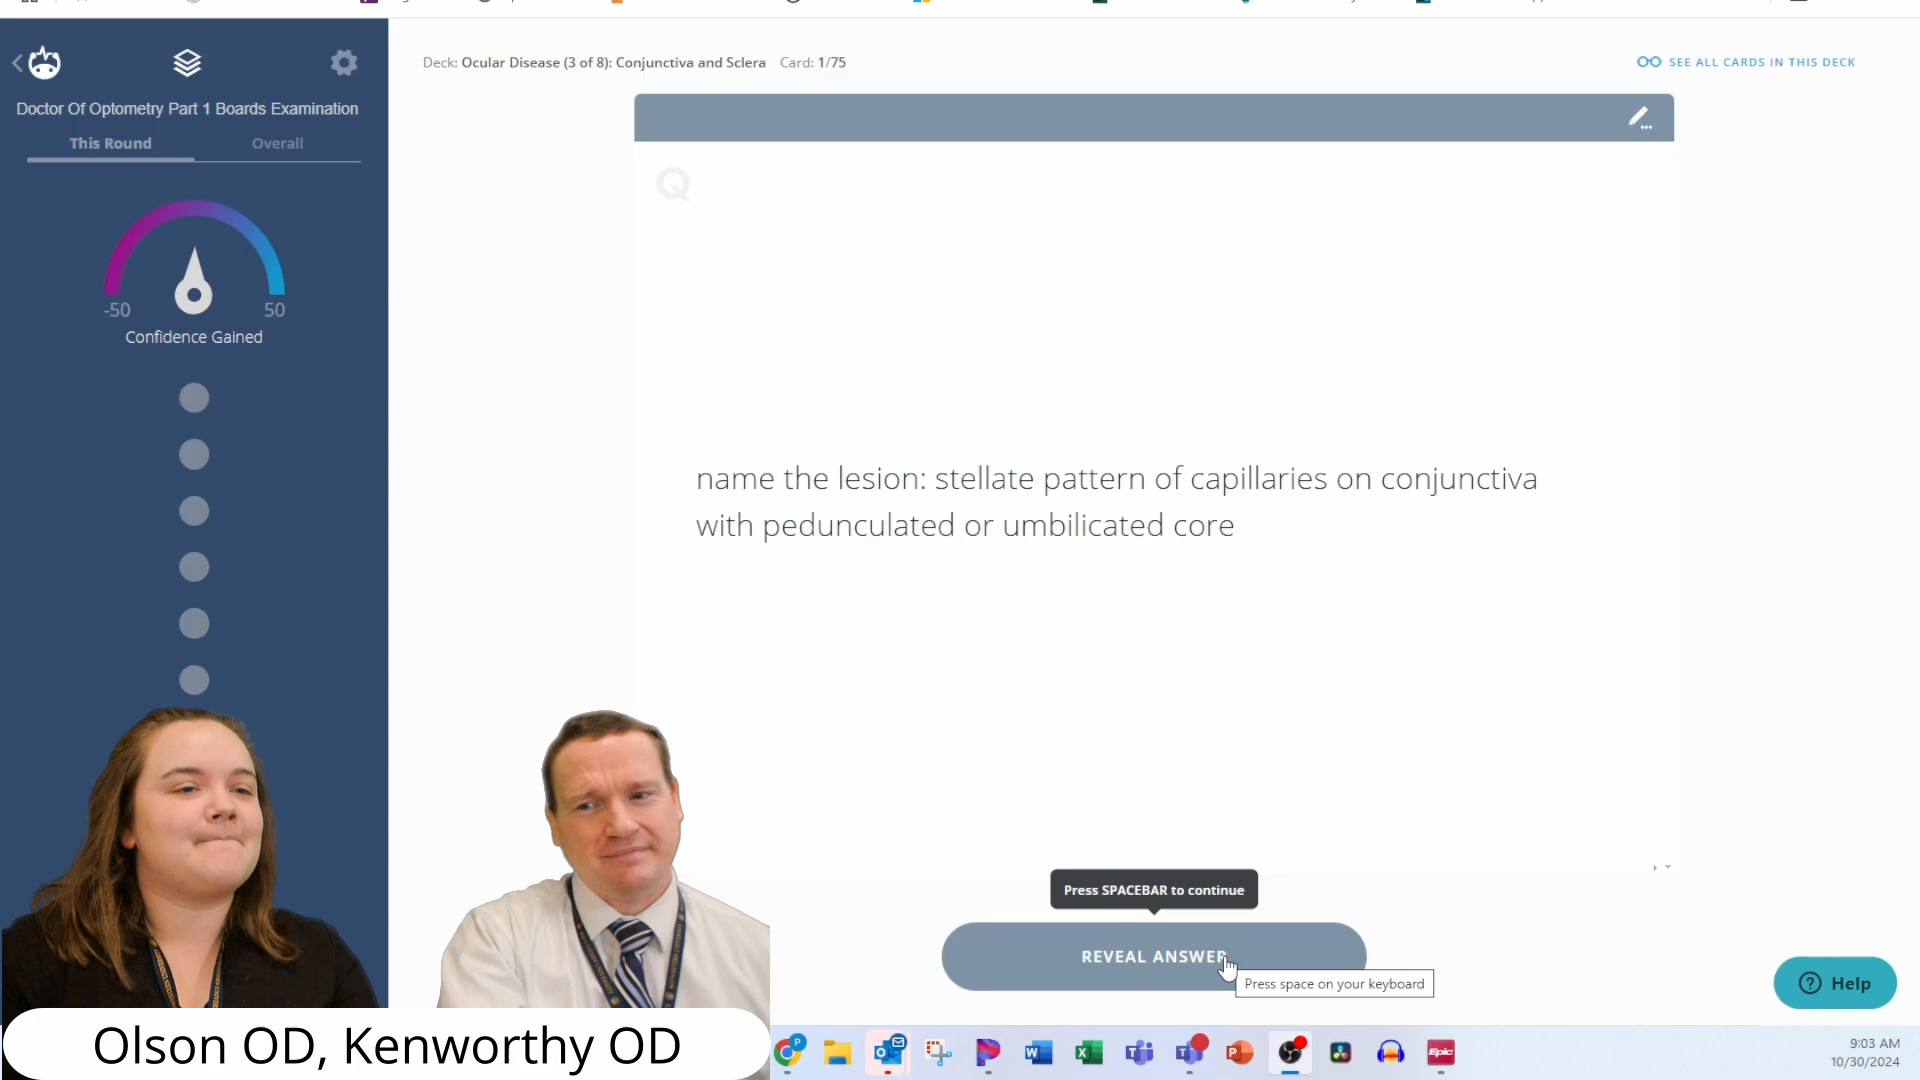 Deck: Ocular Disease (3 of 8): Conjunctiva and Sclera Card: 1/75
SEE ALL CARDS IN THIS DECK
Doctor Of Optometry Part 1 Boards Examination
This Round
Overall
-50
50
Confidence Gained
Q
name the lesion: stellate pattern of capillaries on conjunctiva
with pedunculated or umbilicated core
Press SPACEBAR to continue
REVEAL ANSWER
Press space on your keyboard
? Help
Olson OD, Kenworthy OD
Epic
9:03 AM
10/30/2024